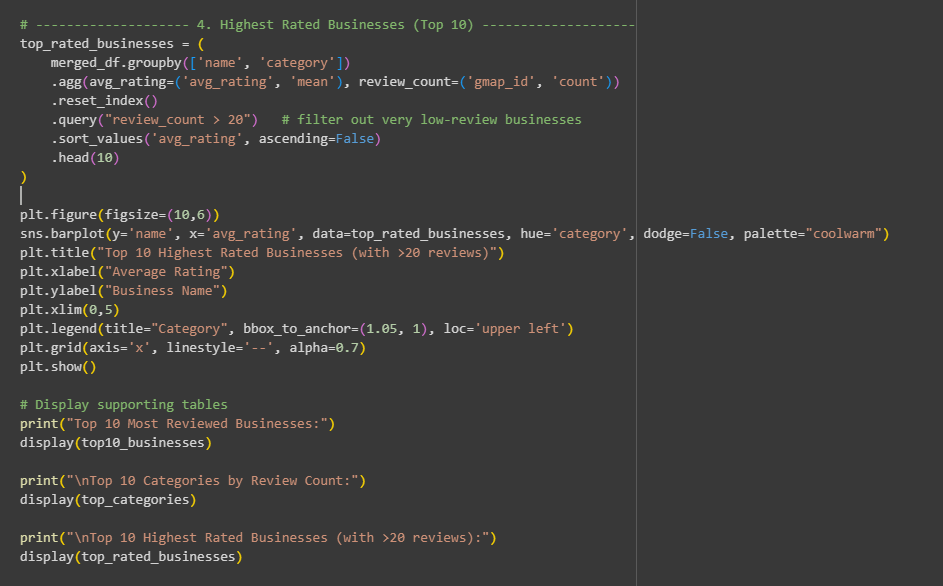 # -------------------- 4. Highest Rated Businesses (Top 10) --------------------
top_rated_businesses = (
    merged_df.groupby(['name', 'category'])
    .agg(avg_rating=('avg_rating', 'mean'), review_count=('gmap_id', 'count'))
    .reset_index()
    .query("review_count > 20")   # filter out very low-review businesses
    .sort_values('avg_rating', ascending=False)
    .head(10)
)
plt.figure(figsize=(10,6))
sns.barplot(y='name', x='avg_rating', data=top_rated_businesses, hue='category', dodge=False, palette="coolwarm")
plt.title("Top 10 Highest Rated Businesses (with >20 reviews)")
plt.xlabel("Average Rating")
plt.ylabel("Business Name")
plt.xlim(0,5)
plt.legend(title="Category", bbox_to_anchor=(1.05, 1), loc='upper left')
plt.grid(axis='x', linestyle='--', alpha=0.7)
plt.show()
# Display supporting tables
print("Top 10 Most Reviewed Businesses:")
display(top10_businesses)
print("\nTop 10 Categories by Review Count:")
display(top_categories)
print("\nTop 10 Highest Rated Businesses (with >20 reviews):")
display(top_rated_businesses)